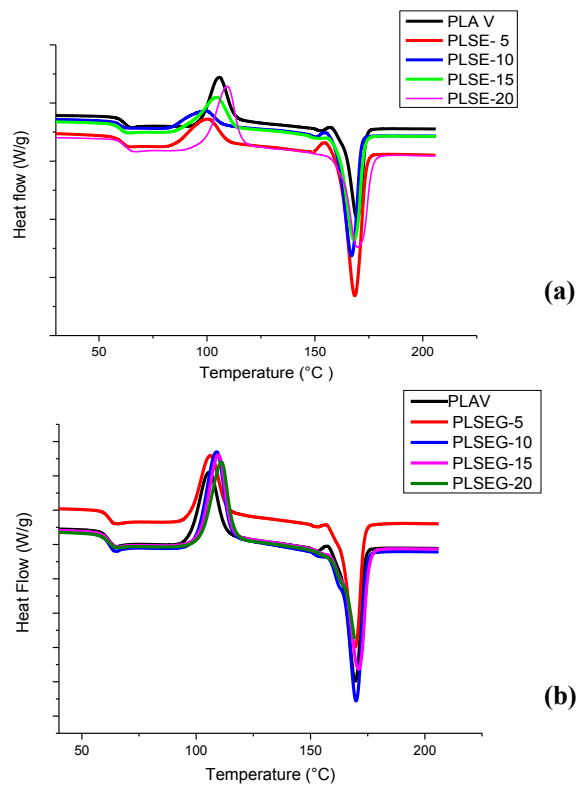 PLA V
PLSE- 5
PLSE-10
PLSE-15
PLSE-20
Heat flow (W/g)
50 100 150 200
Temperature (°C )
(a)
PLAV
PLSEG-5
PLSEG-10
PLSEG-15
PLSEG-20
Heat Flow (W/g)
50 100 150 200
Temperature (°C)
(b)